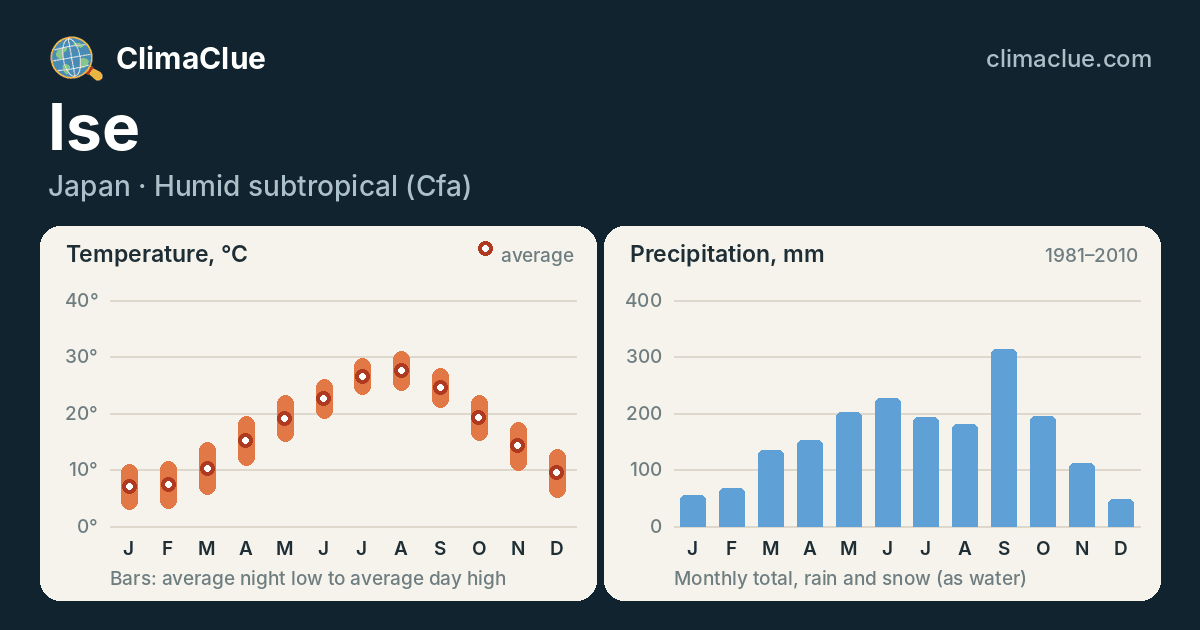 ClimaClue
climaclue.com
Ise
Japan · Humid subtropical (Cfa)
Temperature, °C
average
40°
30°
20°
10°
0°
J F M A M J J A S O N D
Bars: average night low to average day high
Precipitation, mm
1981–2010
400
300
200
100
0
J F M A M J J A S O N D
Monthly total, rain and snow (as water)